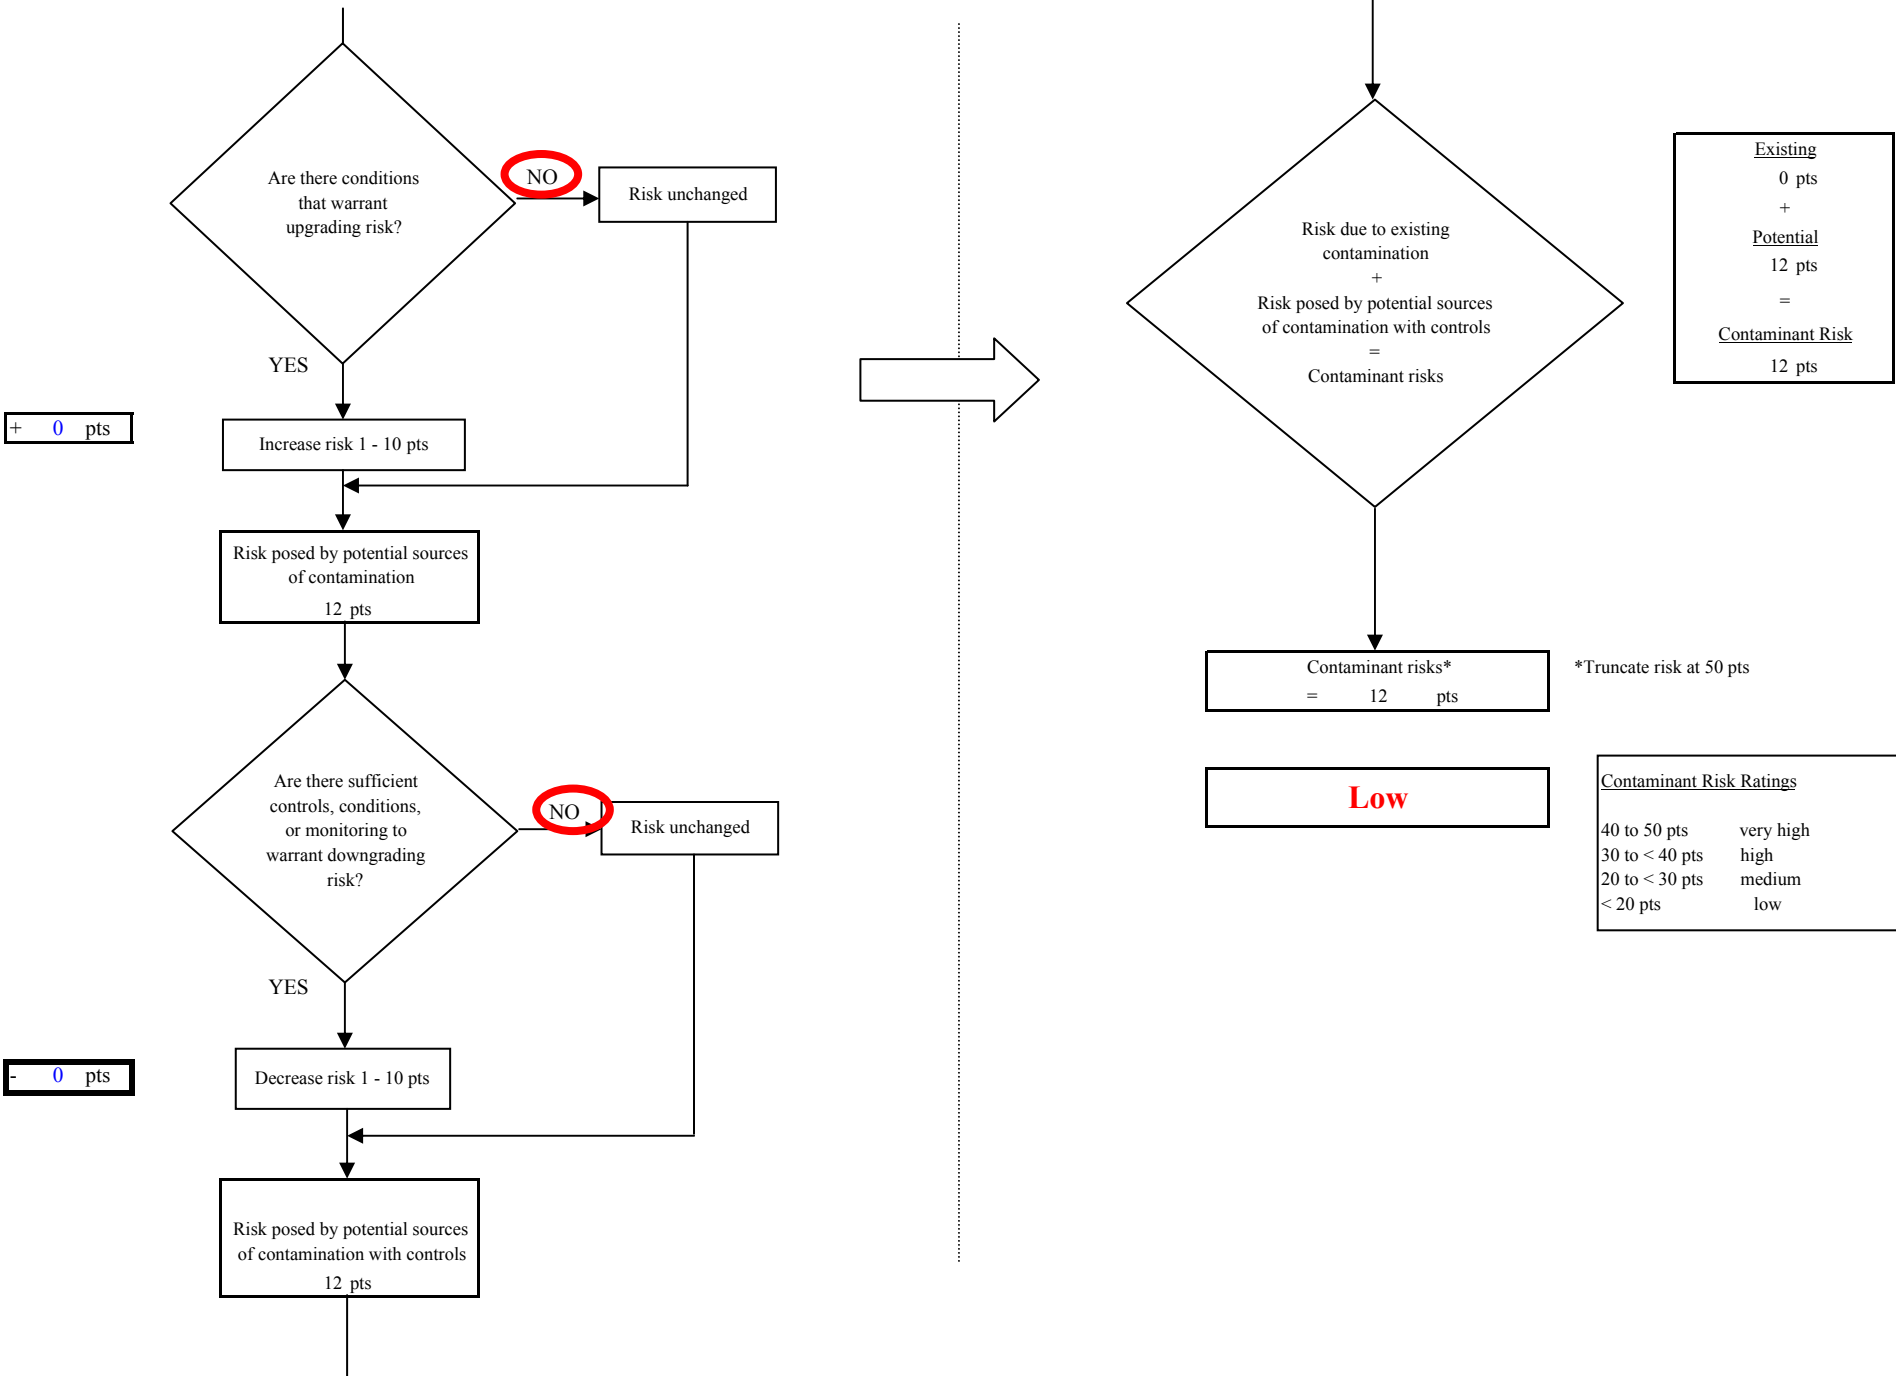 Are there conditions
that warrant
upgrading risk?
NO
Risk unchanged
YES
+ 0 pts
Increase risk 1 - 10 pts
Risk posed by potential sources
of contamination
12 pts
Are there sufficient
controls, conditions,
or monitoring to
warrant downgrading
risk?
NO
Risk unchanged
YES
- 0 pts
Decrease risk 1 - 10 pts
Risk posed by potential sources
of contamination with controls
12 pts
Risk due to existing
contamination
+
Risk posed by potential sources
of contamination with controls
=
Contaminant risks
Existing
0 pts
+
Potential
12 pts
=
Contaminant Risk
12 pts
Contaminant risks*
= 12 pts
*Truncate risk at 50 pts
Low
Contaminant Risk Ratings
40 to 50 pts very high
30 to < 40 pts high
20 to < 30 pts medium
< 20 pts low